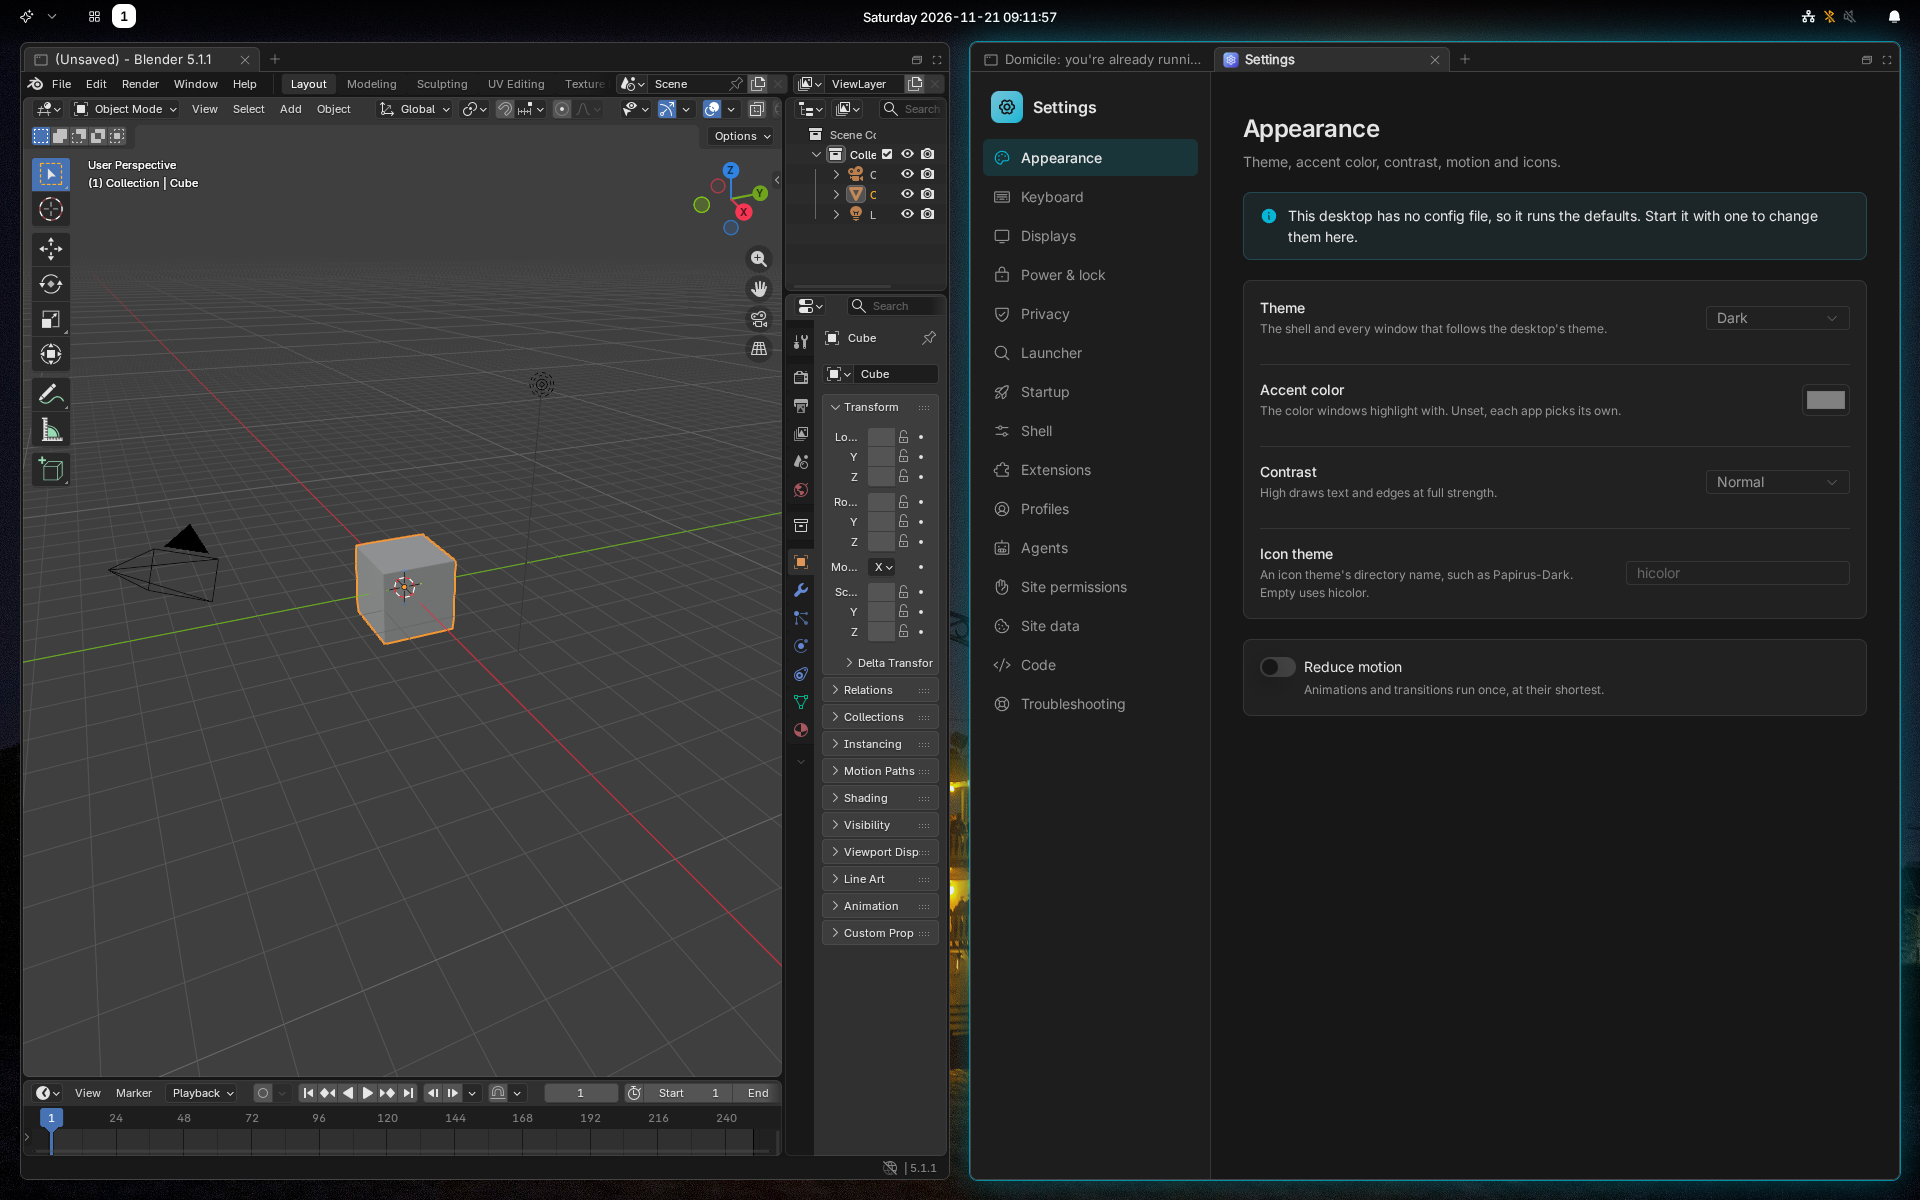 1
Saturday 2026-11-21 09:11:57
(Unsaved) - Blender 5.1.1
File Edit Render Window Help
Layout Modeling Sculpting UV Editing Texture
Scene
ViewLayer
Object Mode View Select Add Object
Global
Search
Options
User Perspective
(1) Collection | Cube
Z
Y
X
Scene Cc
Colle
C
C
L
Search
Cube
Cube
Transform
Lo...
Y
Z
Ro...
Y
Z
Mo... X
Sc...
Y
Z
Delta Transfor
Relations
Collections
Instancing
Motion Paths
Shading
Visibility
Viewport Disp
Line Art
Animation
Custom Prop
View Marker Playback
1
Start 1
End
1 24 48 72 96 120 144 168 192 216 240
5.1.1
Domicile: you're already runni...
Settings
Settings
Appearance
Keyboard
Displays
Power & lock
Privacy
Launcher
Startup
Shell
Extensions
Profiles
Agents
Site permissions
Site data
Code
Troubleshooting
Appearance
Theme, accent color, contrast, motion and icons.
This desktop has no config file, so it runs the defaults. Start it with one to change
them here.
Theme
The shell and every window that follows the desktop's theme.
Dark
Accent color
The color windows highlight with. Unset, each app picks its own.
Contrast
High draws text and edges at full strength.
Normal
Icon theme
An icon theme's directory name, such as Papirus-Dark.
Empty uses hicolor.
hicolor
Reduce motion
Animations and transitions run once, at their shortest.